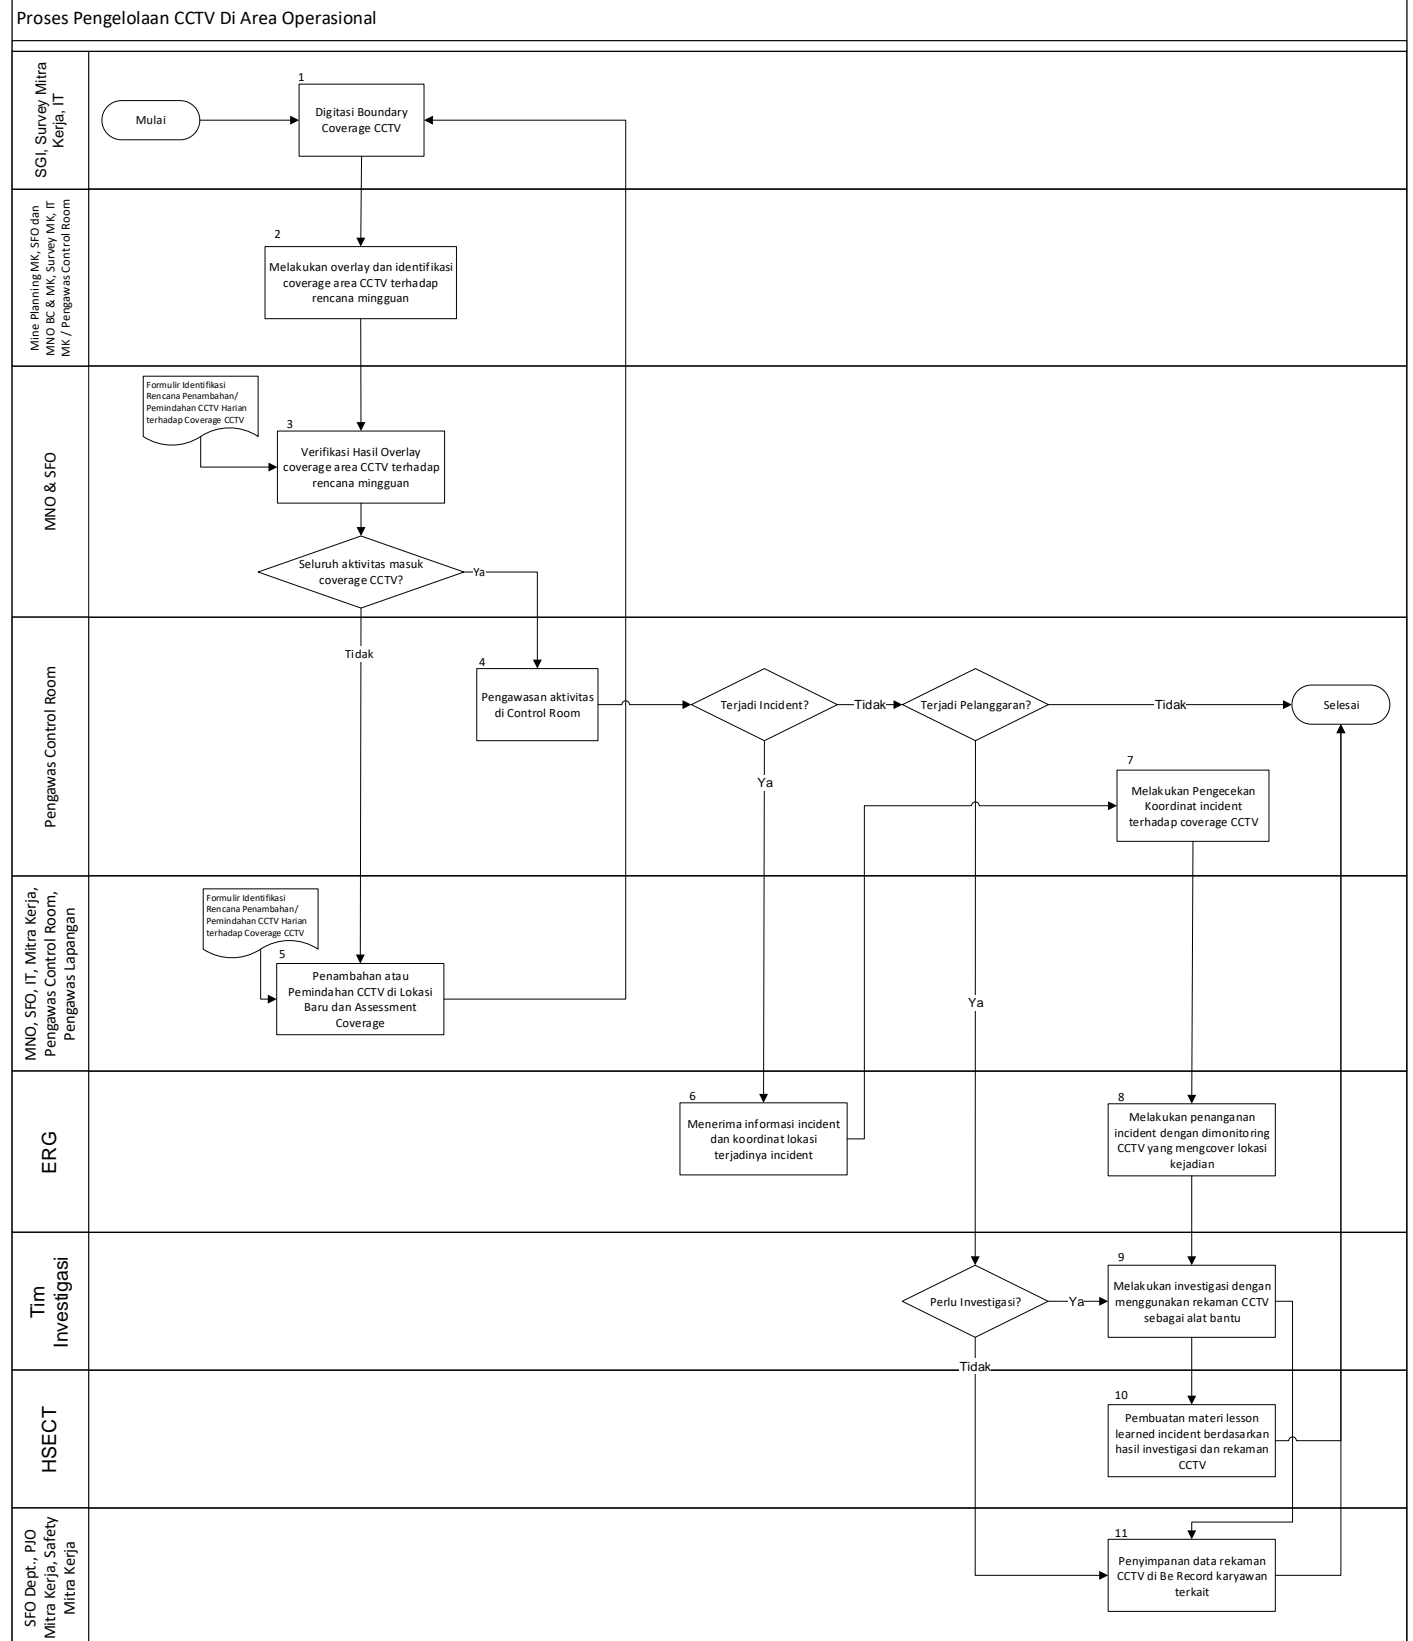 Proses Pengelolaan CCTV Di Area Operasional
SGI, Survey Mitra
Kerja, IT
Mulai
1
Digitasi Boundary
Coverage CCTV
Mine Planning MK, SFO dan
MNO BC & MK, Survey MK, IT
MK / Pengawas Control Room
2
Melakukan overlay dan identifikasi
coverage area CCTV terhadap
rencana mingguan
MNO & SFO
Formulir Identifikasi
Rencana Penambahan/
Pemindahan CCTV Harian
terhadap Coverage CCTV
3
Verifikasi Hasil Overlay
coverage area CCTV terhadap
rencana mingguan
Seluruh aktivitas masuk
coverage CCTV?
Ya
Tidak
Pengawas Control Room
4
Pengawasan aktivitas
di Control Room
Terjadi Incident?
Tidak
Terjadi Pelanggaran?
Tidak
Selesai
Ya
7
Melakukan Pengecekan
Koordinat incident
terhadap coverage CCTV
MNO, SFO, IT, Mitra Kerja,
Pengawas Control Room,
Pengawas Lapangan
Formulir Identifikasi
Rencana Penambahan/
Pemindahan CCTV Harian
terhadap Coverage CCTV
5
Penambahan atau
Pemindahan CCTV di Lokasi
Baru dan Assessment
Coverage
Ya
ERG
6
Menerima informasi incident
dan koordinat lokasi
terjadinya incident
8
Melakukan penanganan
incident dengan dimonitoring
CCTV yang mengcover lokasi
kejadian
Tim
Investigasi
Perlu Investigasi?
Ya
9
Melakukan investigasi dengan
menggunakan rekaman CCTV
sebagai alat bantu
Tidak
HSECT
10
Pembuatan materi lesson
learned incident berdasarkan
hasil investigasi dan rekaman
CCTV
SFO Dept., PJO
Mitra Kerja, Safety
Mitra Kerja
11
Penyimpanan data rekaman
CCTV di Be Record karyawan
terkait